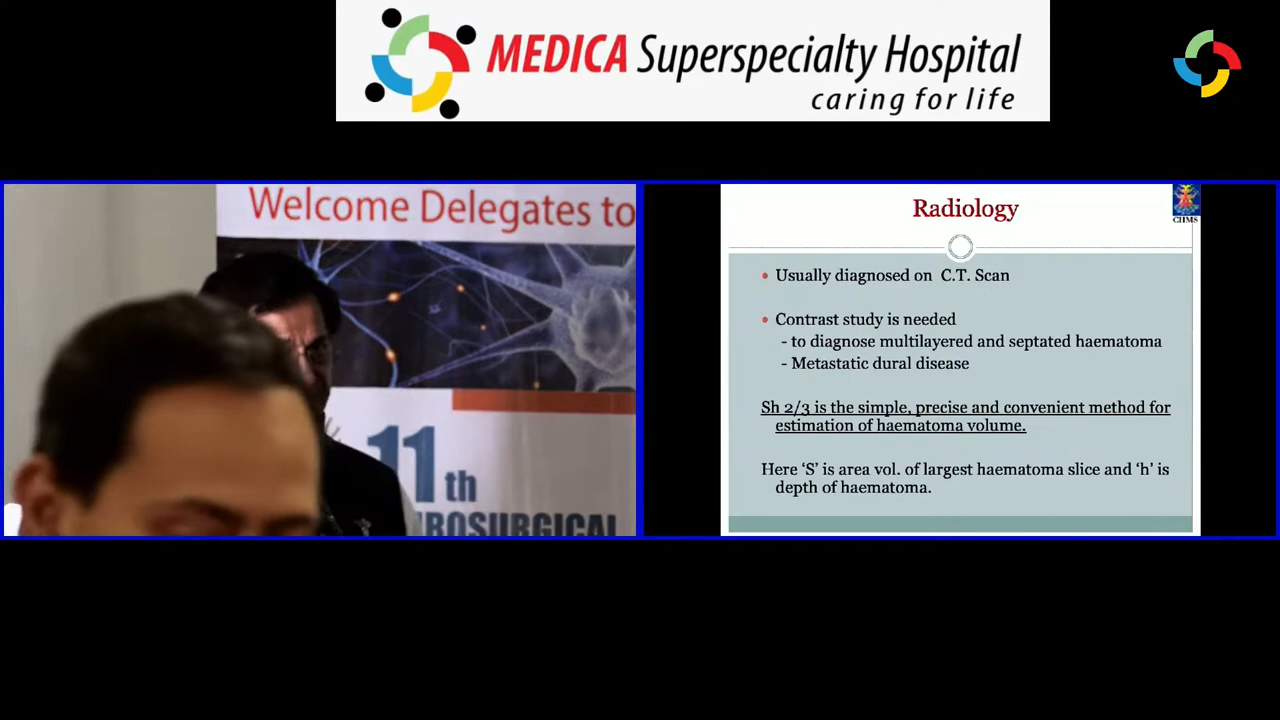 MEDICA Superspecialty Hospital
caring for life
Welcome Delegates to
11th
ROSURGICAL
Radiology
CIIMS
• Usually diagnosed on C.T. Scan
• Contrast study is needed
- to diagnose multilayered and septated haematoma
- Metastatic dural disease
Sh 2/3 is the simple, precise and convenient method for
estimation of haematoma volume.
Here ‘S’ is area vol. of largest haematoma slice and ‘h’ is
depth of haematoma.